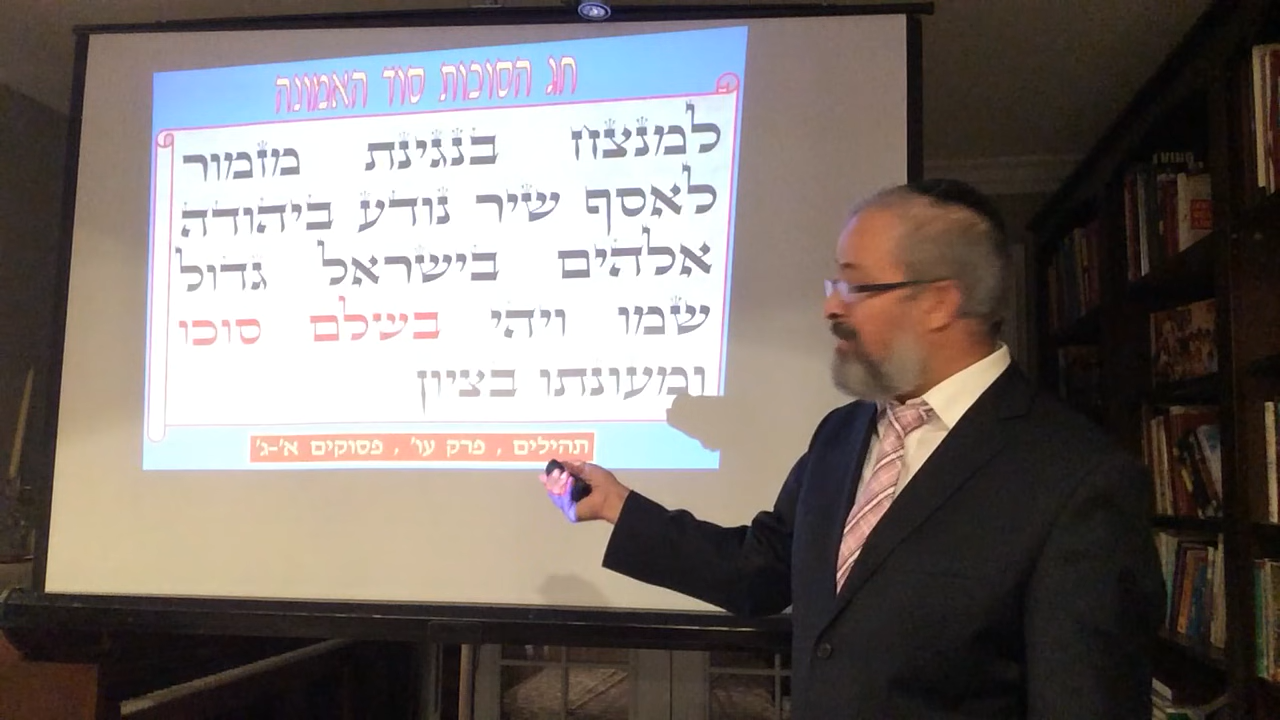 חג הסוכות סוד האמונה
למנצח בנגינת מזמור
לאסף שיר נודע ביהודה
אלהים בישראל גדול
שמו ויהי בשלם סוכו
ומעונתו בציון
תהילים , פרק עו' , פסוקים א'-ג'